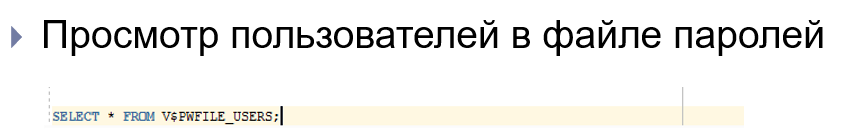 Просмотр пользователей в файле паролей
SELECT * FROM V$PWFILE_USERS;